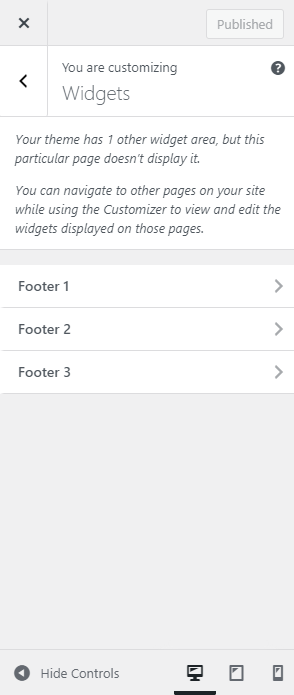 Published
You are customizing
Widgets
Your theme has 1 other widget area, but this
particular page doesn't display it.
You can navigate to other pages on your site
while using the Customizer to view and edit the
widgets displayed on those pages.
Footer 1
Footer 2
Footer 3
Hide Controls